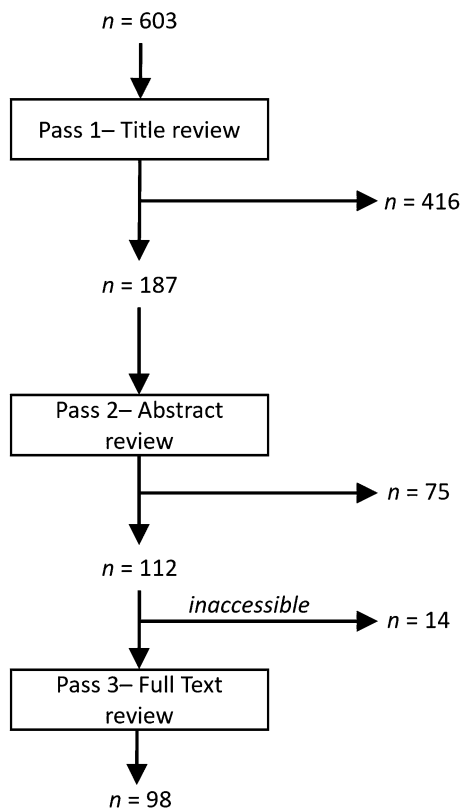 n = 603
Pass 1– Title review
n = 416
n = 187
Pass 2– Abstract
review
n = 75
n = 112
inaccessible
n = 14
Pass 3– Full Text
review
n = 98